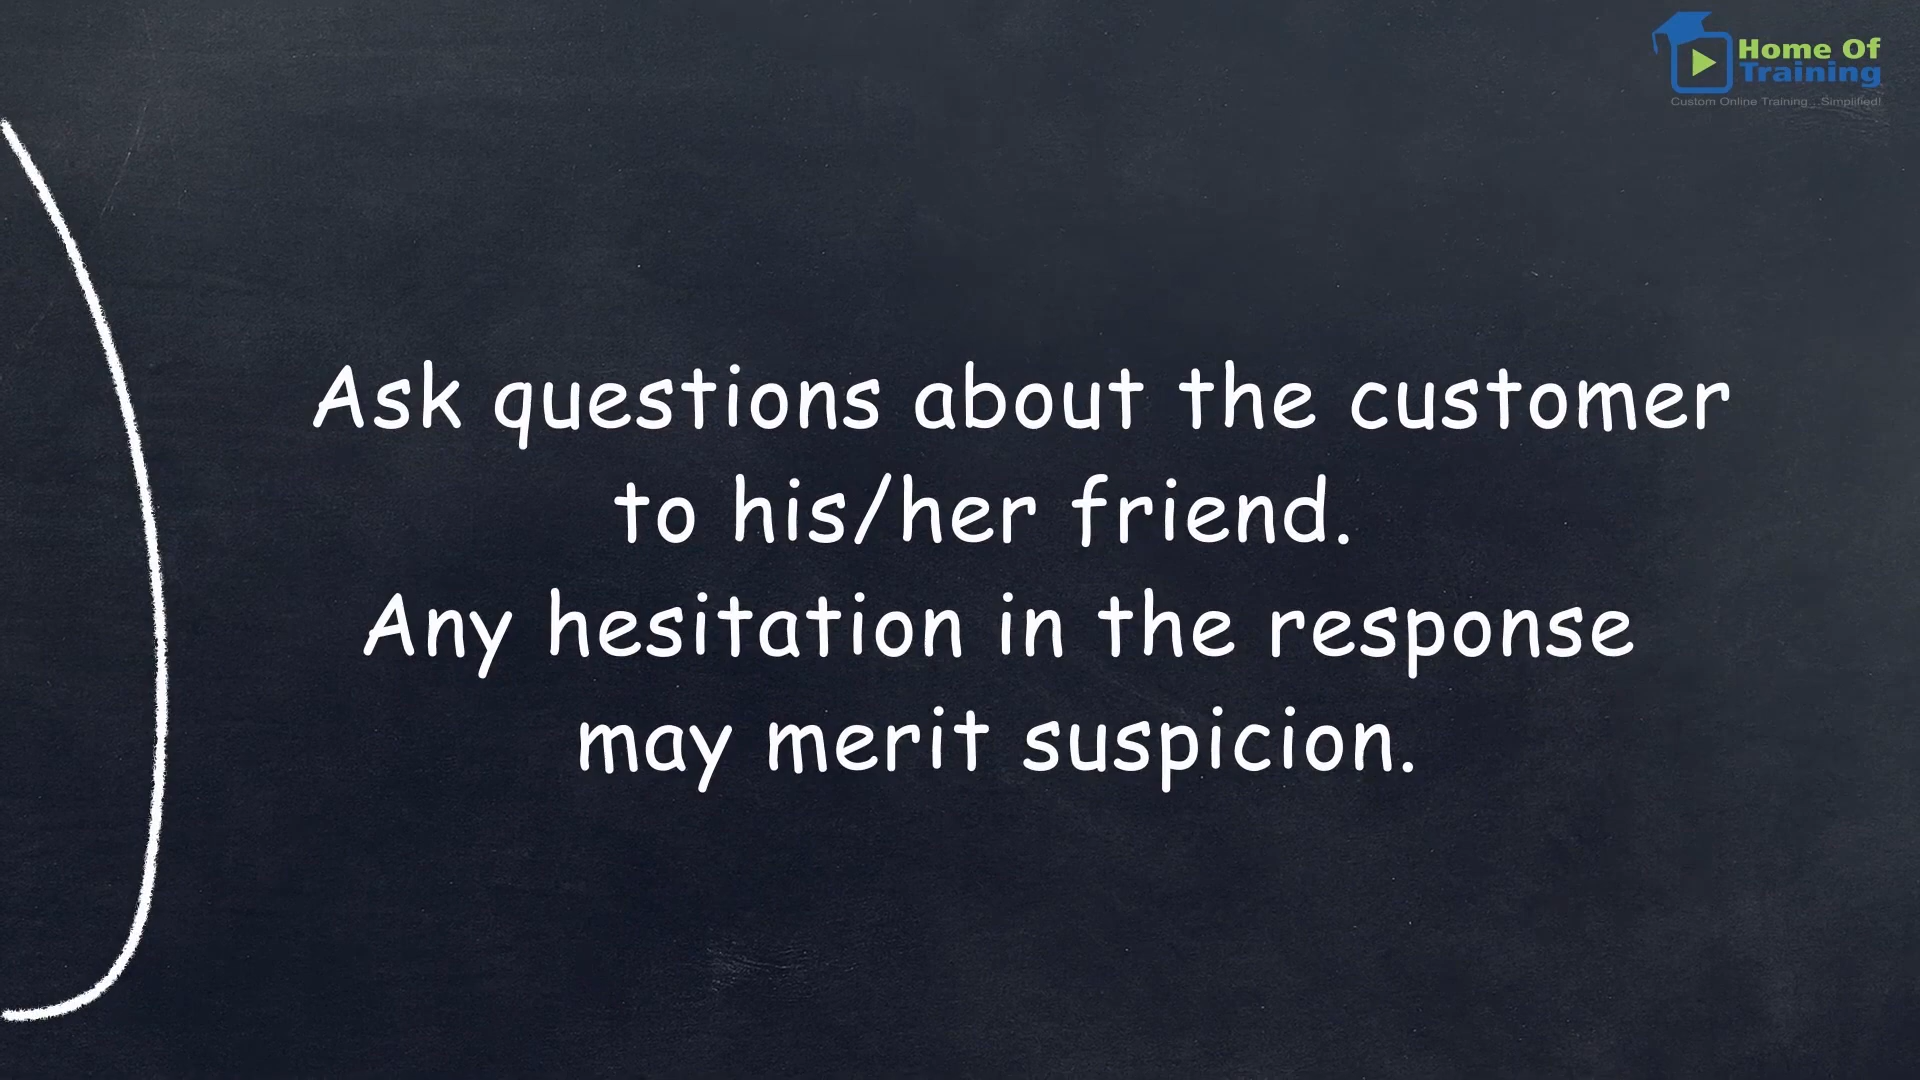 Home Of
Training
Custom Online Training...Simplified!
Ask questions about the customer
to his/her friend.
Any hesitation in the response
may merit suspicion.